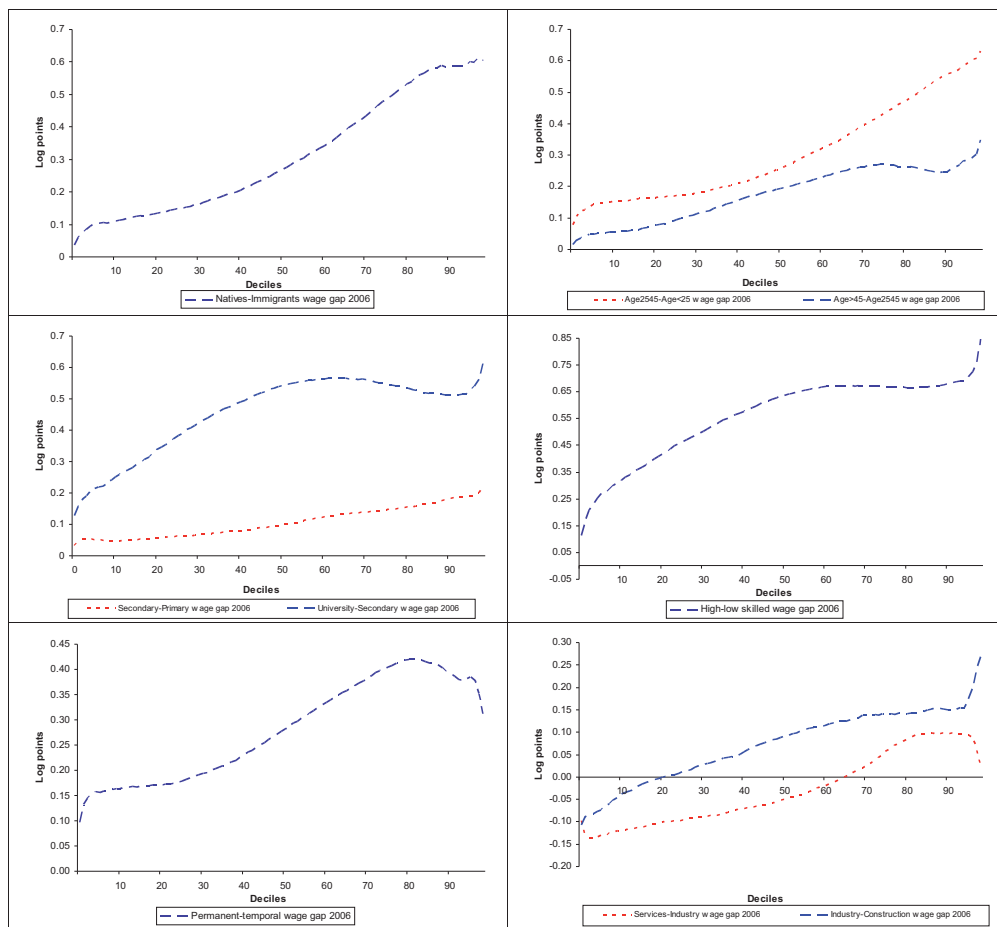 0.7
0.6
0.5
0.4
0.3
0.2
0.1
0
Log points
10 20 30 40 50 60 70 80 90
Deciles
Natives-Immigrants wage gap 2006
0.7
0.6
0.5
0.4
0.3
0.2
0.1
0
Log points
10 20 30 40 50 60 70 80 90
Deciles
Age2545-Age<25 wage gap 2006 Age>45-Age2545 wage gap 2006
0.7
0.6
0.5
0.4
0.3
0.2
0.1
0
Log points
0 10 20 30 40 50 60 70 80 90
Deciles
Secondary-Primary wage gap 2006 University-Secondary wage gap 2006
0.85
0.75
0.65
0.55
0.45
0.35
0.25
0.15
0.05
-0.05
Log points
10 20 30 40 50 60 70 80 90
Deciles
High-low skilled wage gap 2006
0.45
0.40
0.35
0.30
0.25
0.20
0.15
0.10
0.05
0.00
Log points
10 20 30 40 50 60 70 80 90
Deciles
Permanent-temporal wage gap 2006
0.30
0.25
0.20
0.15
0.10
0.05
0.00
-0.05
-0.10
-0.15
-0.20
Log points
10 20 30 40 50 60 70 80 90
Deciles
Services-Industry wage gap 2006 Industry-Construction wage gap 2006